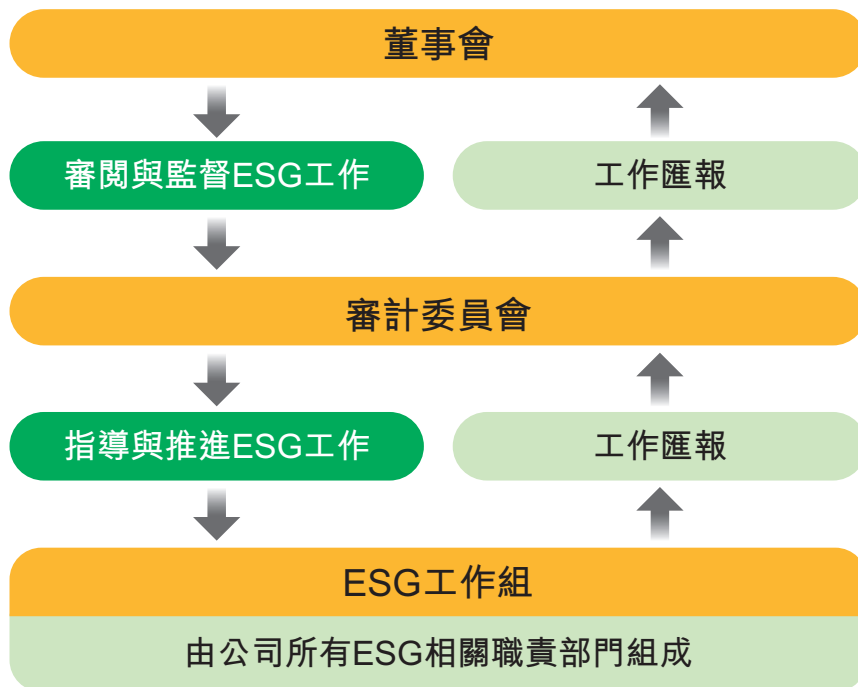 董事會
審閱與監督ESG工作
工作匯報
審計委員會
指導與推進ESG工作
工作匯報
ESG工作組
由公司所有ESG相關職責部門組成